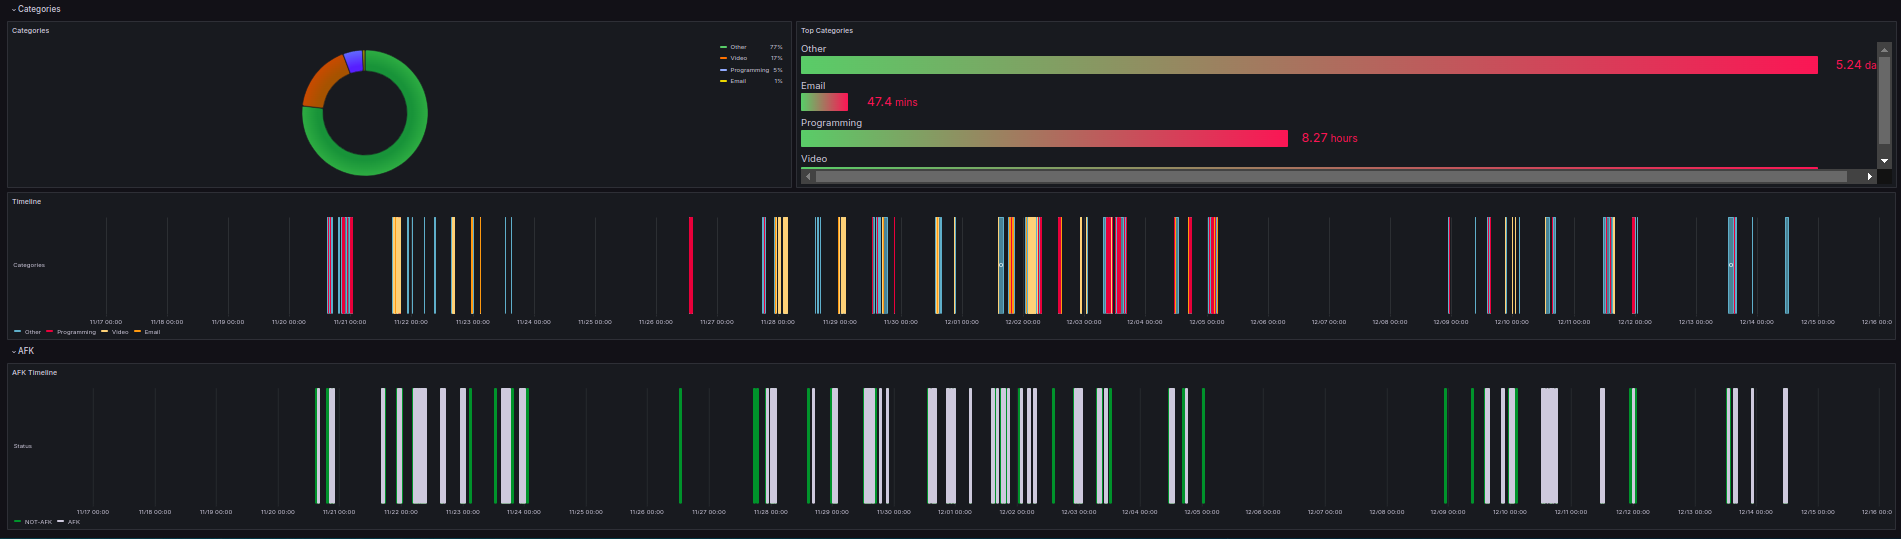 Categories
Categories
Other 77%
Video 17%
Programming 5%
Email 1%
Top Categories
Other
5.24 da
Email
47.4 mins
Programming
8.27 hours
Video
Timeline
Categories
11/17 00:00 11/18 00:00 11/19 00:00 11/20 00:00 11/21 00:00 11/22 00:00 11/23 00:00 11/24 00:00 11/25 00:00 11/26 00:00 11/27 00:00 11/28 00:00 11/29 00:00 11/30 00:00 12/01 00:00 12/02 00:00 12/03 00:00 12/04 00:00 12/05 00:00 12/06 00:00 12/07 00:00 12/08 00:00 12/09 00:00 12/10 00:00 12/11 00:00 12/12 00:00 12/13 00:00 12/14 00:00 12/15 00:00 12/16 00:0
Other Programming Video Email
AFK
AFK Timeline
Status
11/17 00:00 11/18 00:00 11/19 00:00 11/20 00:00 11/21 00:00 11/22 00:00 11/23 00:00 11/24 00:00 11/25 00:00 11/26 00:00 11/27 00:00 11/28 00:00 11/29 00:00 11/30 00:00 12/01 00:00 12/02 00:00 12/03 00:00 12/04 00:00 12/05 00:00 12/06 00:00 12/07 00:00 12/08 00:00 12/09 00:00 12/10 00:00 12/11 00:00 12/12 00:00 12/13 00:00 12/14 00:00 12/15 00:00 12/16 00:0
NOT-AFK AFK